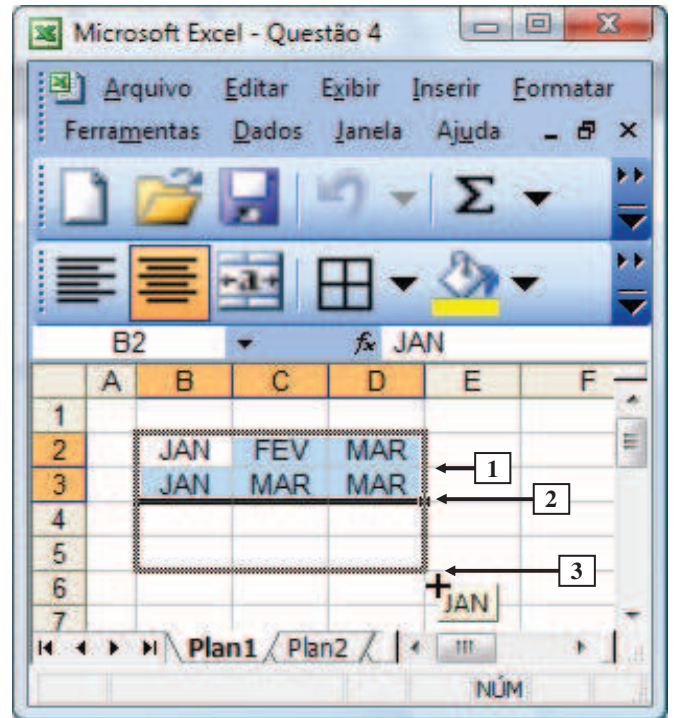 Microsoft Excel - Questão 4
Arquivo Editar Exibir Inserir Formatar
Ferramentas Dados Janela Ajuda
Σ
a
B2 fx JAN
A B C D E F
1
2 JAN FEV MAR
1
3 JAN MAR MAR
2
4
5
3
6
JAN
7
Plan1 Plan2
NÚM